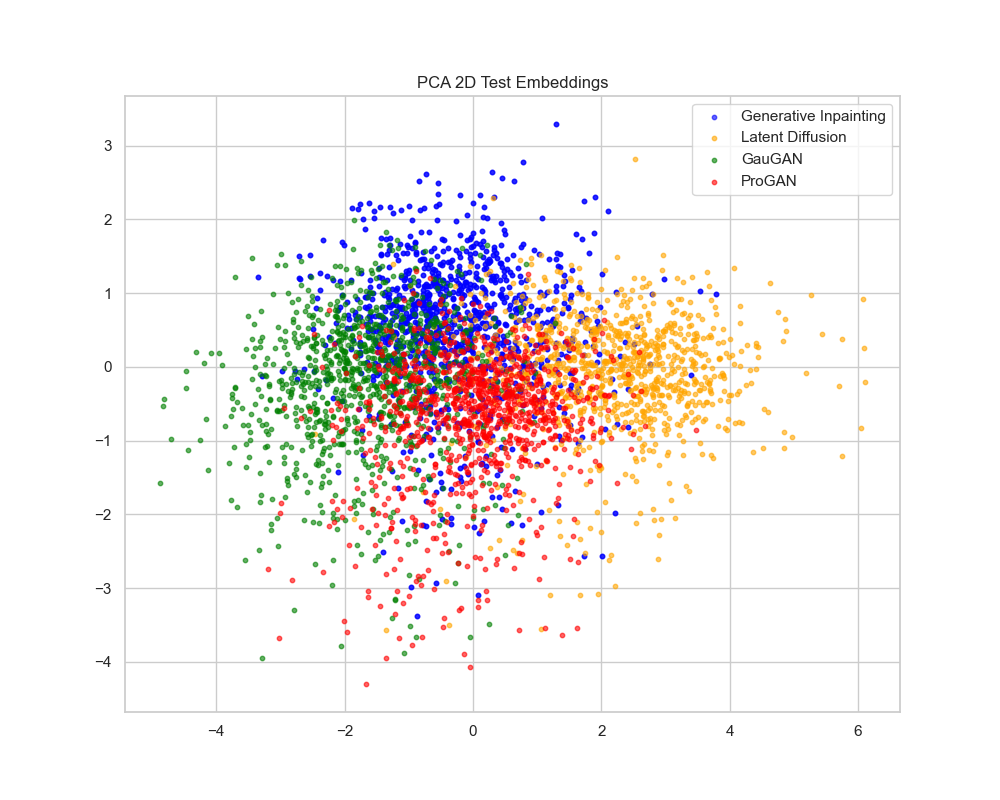 PCA 2D Test Embeddings
Generative Inpainting
Latent Diffusion
GauGAN
ProGAN
3
2
1
0
−1
−2
−3
−4
−4 −2 0 2 4 6